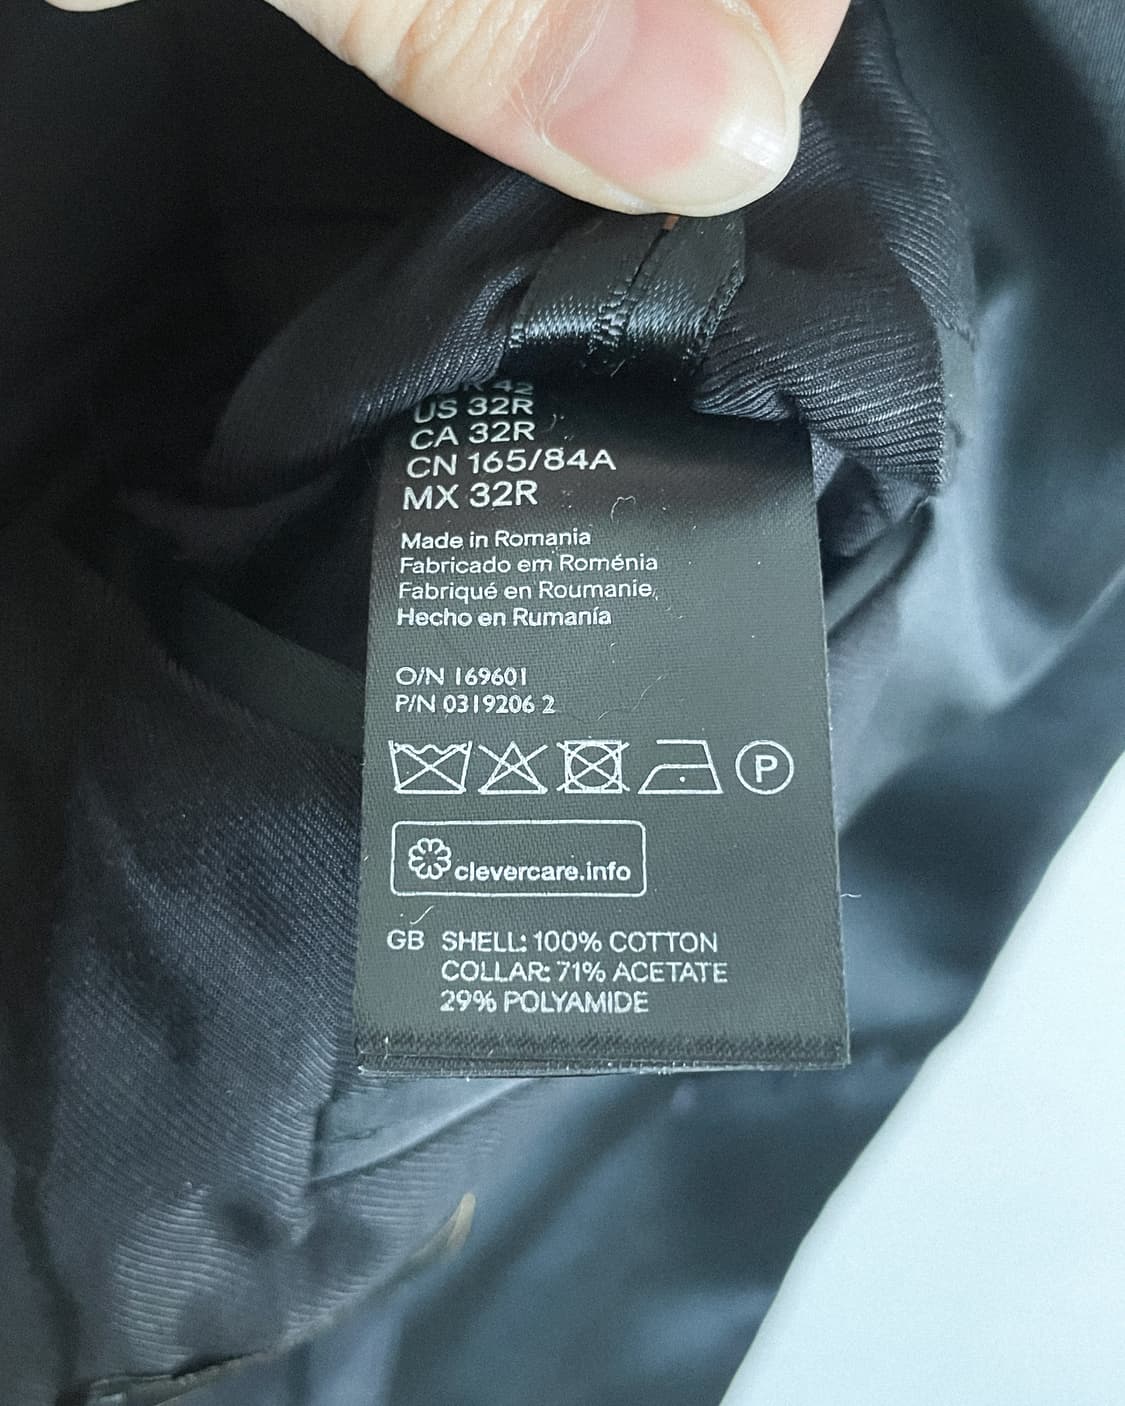 42
US 32R
CA 32R
CN 165/84A
MX 32R
Made in Romania
Fabricado em Roménia
Fabriqué en Roumanie,
Hecho en Rumanía
O/N 169601
P/N 0319206 2
P
clevercare.info
GB SHELL: 100% COTTON
COLLAR: 71% ACETATE
29% POLYAMIDE